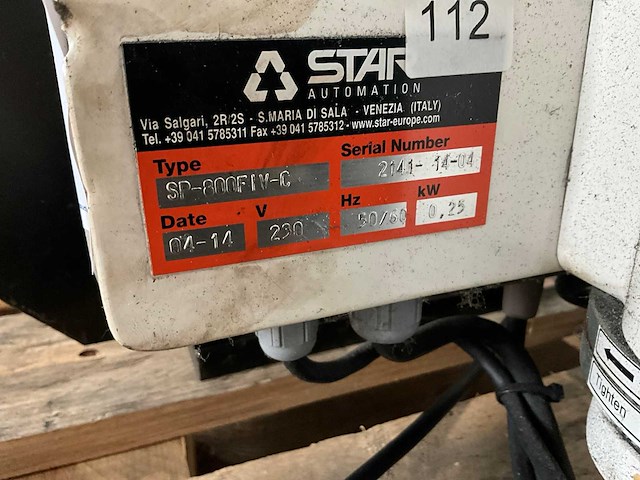 112
STAR
AUTOMATION
Via Salgari, 2R/2S - S.MARIA DI SALA - VENEZIA (ITALY)
Tel. +39 041 5785311 Fax +39 041 5785312 - www.star-europe.com
Type
Serial Number
SP-800FIV-C
2141- 14-04
Date
V
Hz
kW
04-14
230
50/60
0.25
Tighten